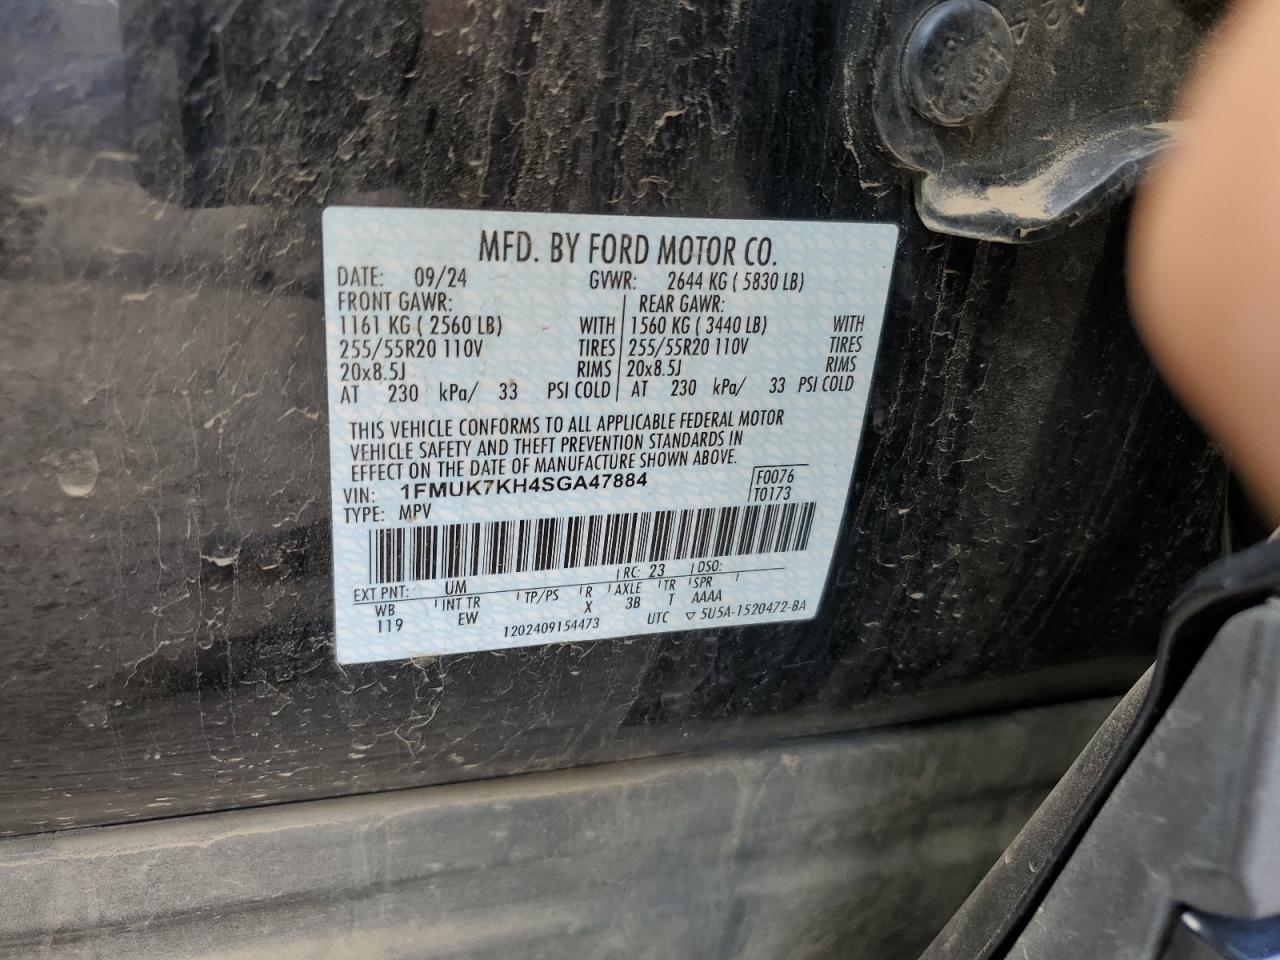 MFD. BY FORD MOTOR CO.
DATE: 09/24 GVWR: 2644 KG ( 5830 LB)
FRONT GAWR: REAR GAWR:
1161 KG ( 2560 LB) WITH 1560 KG ( 3440 LB) WITH
255/55R20 110V TIRES 255/55R20 110V TIRES
20x8.5J RIMS 20x8.5J RIMS
AT 230 kPa/ 33 PSI COLD AT 230 kPa/ 33 PSI COLD
THIS VEHICLE CONFORMS TO ALL APPLICABLE FEDERAL MOTOR
VEHICLE SAFETY AND THEFT PREVENTION STANDARDS IN
EFFECT ON THE DATE OF MANUFACTURE SHOWN ABOVE.
VIN: 1FMUK7KH4SGA47884 F0076
TYPE: MPV T0173
EXT PNT: UM RC: 23 DSO:
WB INT TR TP/PS R AXLE TR SPR
119 EW X 3B T AAAA
1202409154473 UTC ▽ 5U5A-1520472-BA